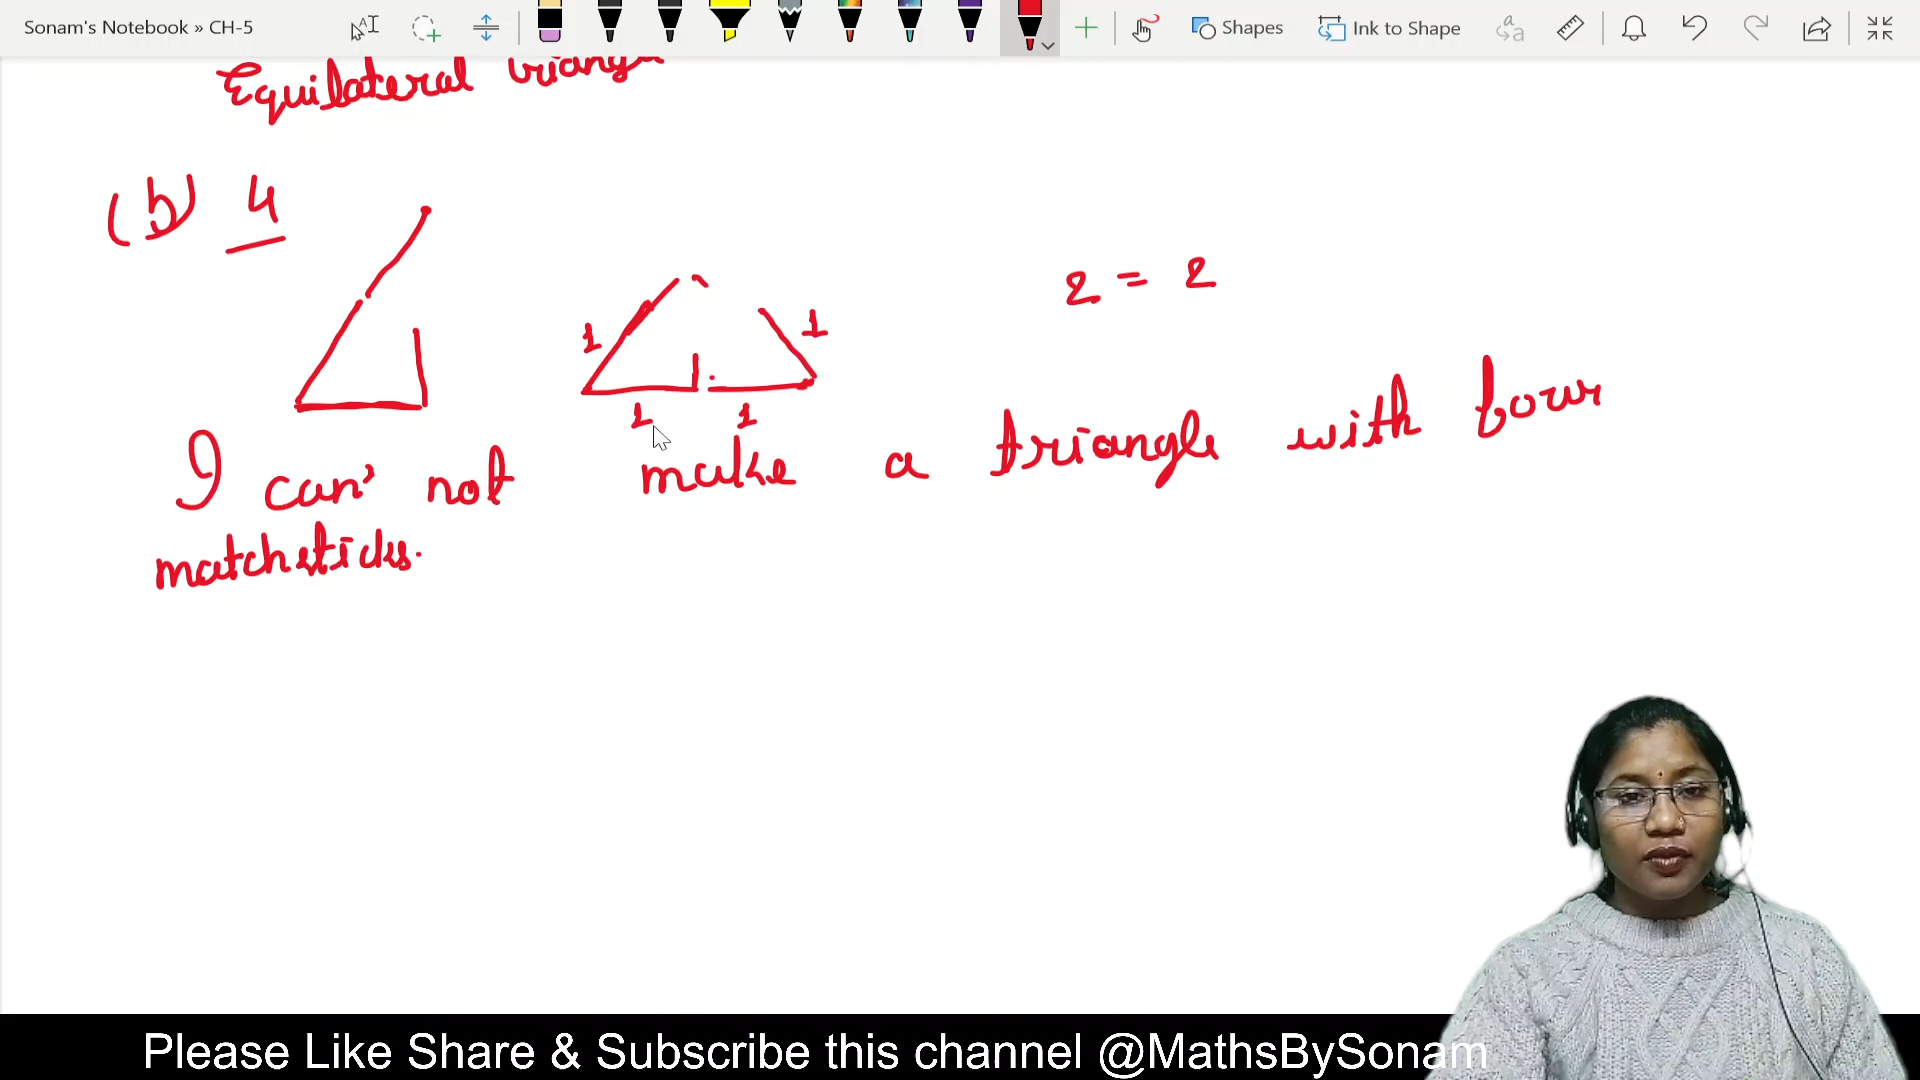 Sonam's Notebook » CH-5
Shapes
Ink to Shape
Equilateral triangle
(b) 4
2 = 2
1 1
1 1
I can' not make a triangle with four
matchsticks.
Please Like Share & Subscribe this channel @MathsBySonam